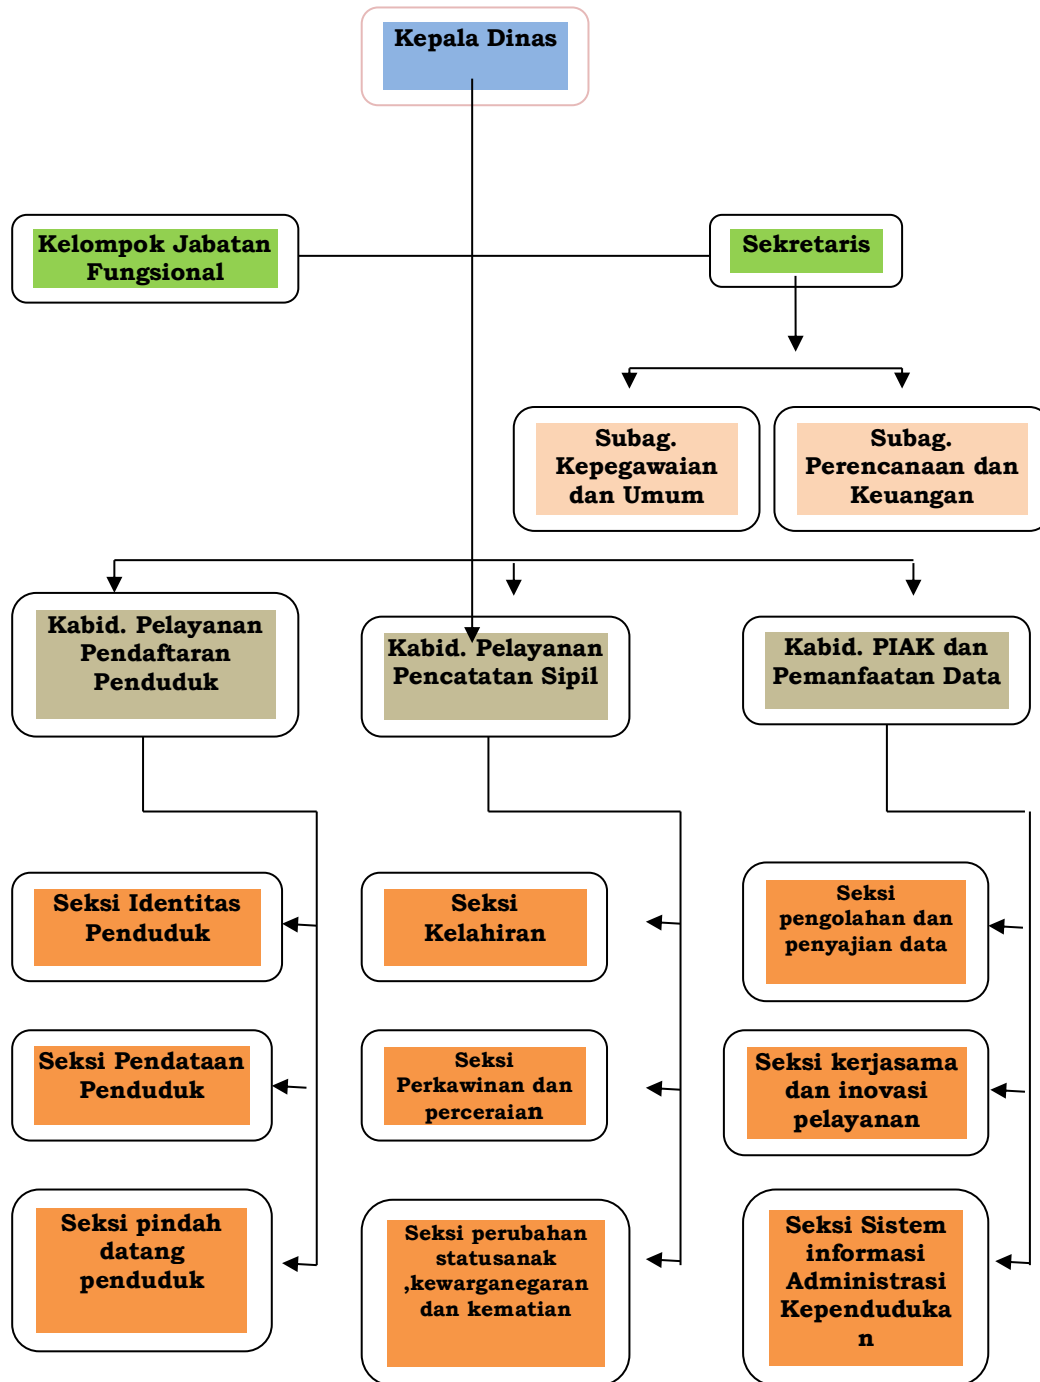 Kepala Dinas
Kelompok Jabatan
Fungsional
Sekretaris
Subag.
Kepegawaian
dan Umum
Subag.
Perencanaan dan
Keuangan
Kabid. Pelayanan
Pendaftaran
Penduduk
Kabid. Pelayanan
Pencatatan Sipil
Kabid. PIAK dan
Pemanfaatan Data
Seksi Identitas
Penduduk
Seksi
Kelahiran
Seksi
pengolahan dan
penyajian data
Seksi Pendataan
Penduduk
Seksi
Perkawinan dan
perceraian
Seksi kerjasama
dan inovasi
pelayanan
Seksi pindah
datang
penduduk
Seksi perubahan
statusanak
,kewarganegaran
dan kematian
Seksi Sistem
informasi
Administrasi
Kependuduka
n